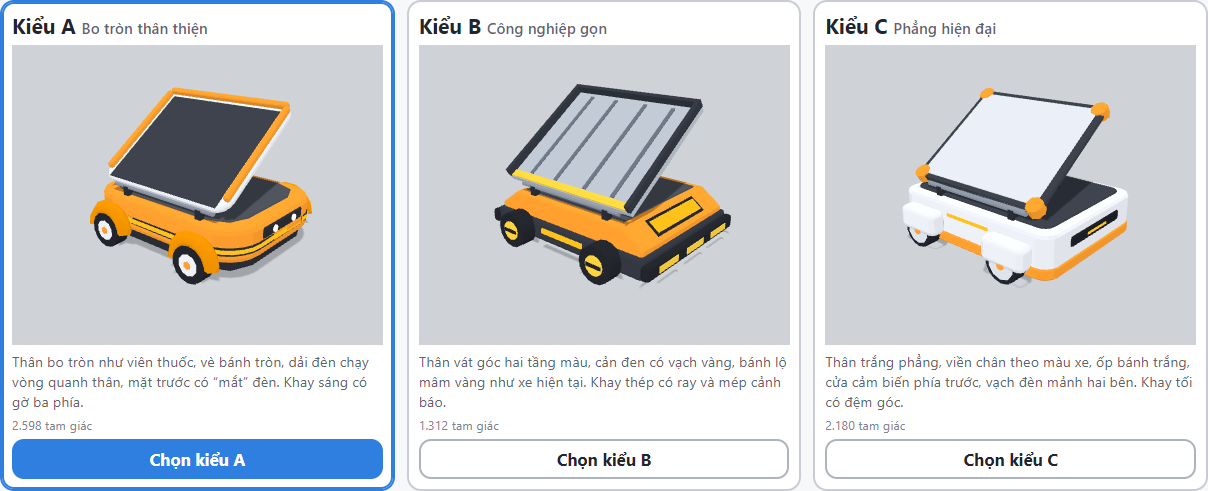 Kiểu A Bo tròn thân thiện
Thân bo tròn như viên thuốc, vè bánh tròn, dải đèn chạy
vòng quanh thân, mặt trước có “mắt” đèn. Khay sáng có
gờ ba phía.
2.598 tam giác
Chọn kiểu A
Kiểu B Công nghiệp gọn
Thân vát góc hai tầng màu, cản đen có vạch vàng, bánh lộ
mâm vàng như xe hiện tại. Khay thép có ray và mép cảnh
báo.
1.312 tam giác
Chọn kiểu B
Kiểu C Phẳng hiện đại
Thân trắng phẳng, viền chân theo màu xe, ốp bánh trắng,
cửa cảm biến phía trước, vạch đèn mảnh hai bên. Khay tối
có đệm góc.
2.180 tam giác
Chọn kiểu C